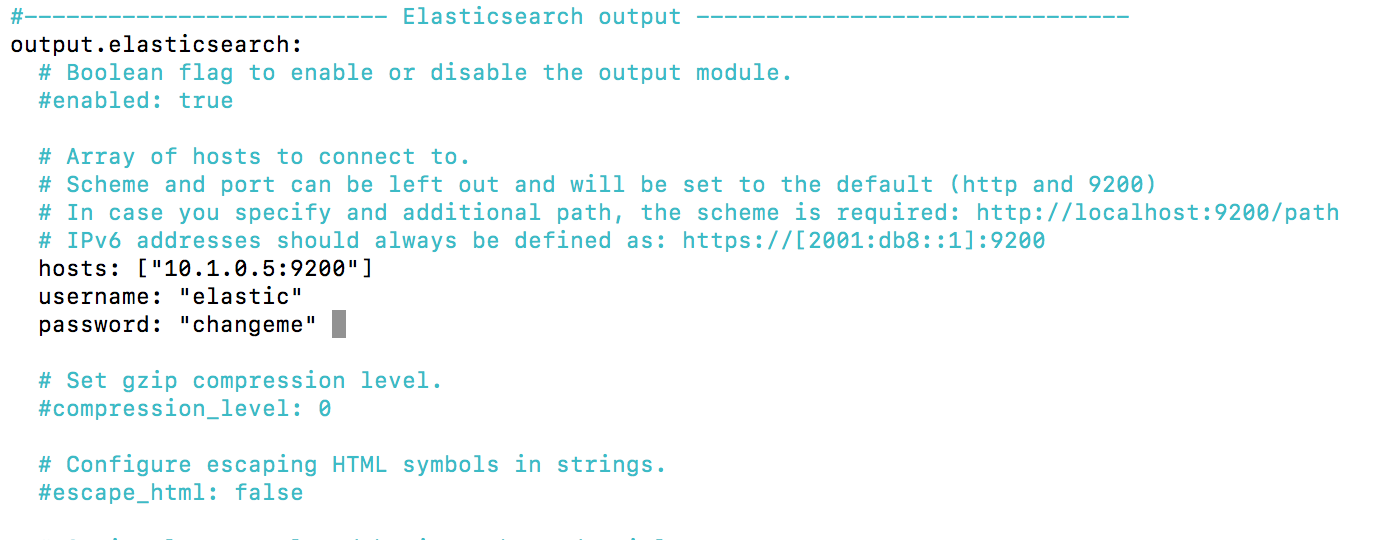 #-------------------------- Elasticsearch output -------------------------------
output.elasticsearch:
  # Boolean flag to enable or disable the output module.
  #enabled: true
  # Array of hosts to connect to.
  # Scheme and port can be left out and will be set to the default (http and 9200)
  # In case you specify and additional path, the scheme is required: http://localhost:9200/path
  # IPv6 addresses should always be defined as: https://[2001:db8::1]:9200
  hosts: ["10.1.0.5:9200"]
  username: "elastic"
  password: "changeme"
  # Set gzip compression level.
  #compression_level: 0
  # Configure escaping HTML symbols in strings.
  #escape_html: false